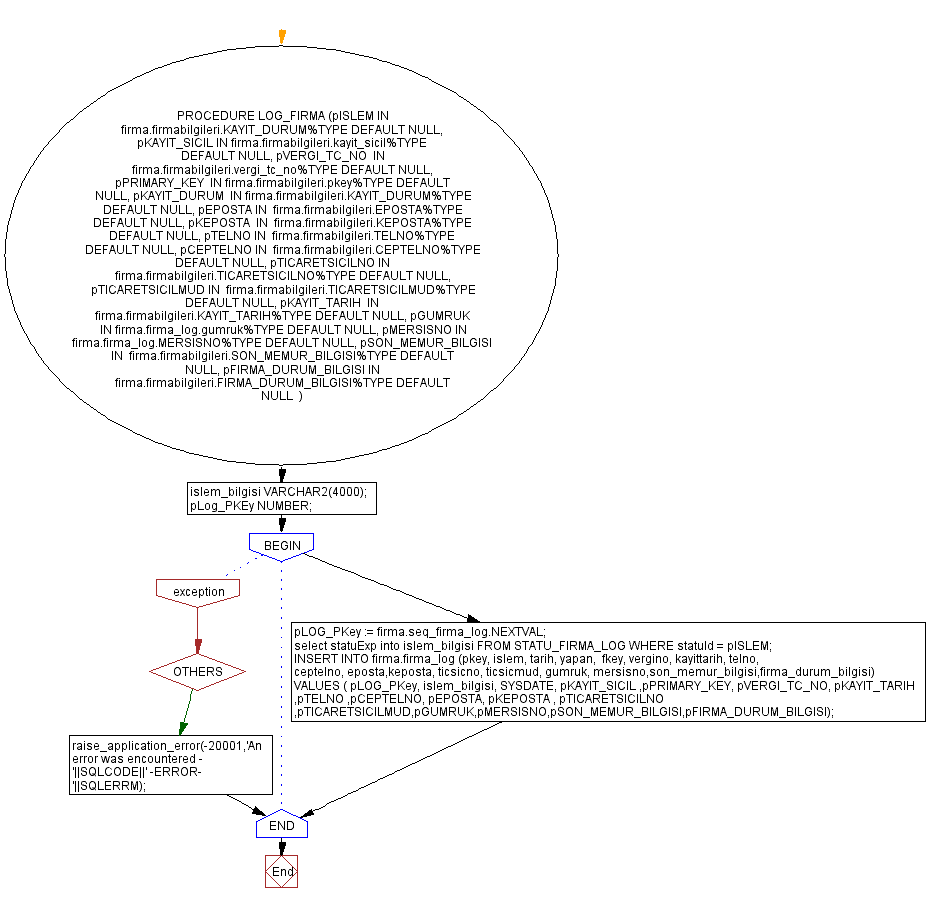 PROCEDURE LOG_FIRMA (pISLEM IN
firma.firmabilgileri.KAYIT_DURUM%TYPE DEFAULT NULL,
pKAYIT_SICIL IN firma.firmabilgileri.kayit_sicil%TYPE
DEFAULT NULL, pVERGI_TC_NO  IN
firma.firmabilgileri.vergi_tc_no%TYPE DEFAULT NULL,
pPRIMARY_KEY  IN firma.firmabilgileri.pkey%TYPE DEFAULT
NULL, pKAYIT_DURUM  IN firma.firmabilgileri.KAYIT_DURUM%TYPE
DEFAULT NULL, pEPOSTA IN  firma.firmabilgileri.EPOSTA%TYPE
DEFAULT NULL, pKEPOSTA  IN  firma.firmabilgileri.KEPOSTA%TYPE
DEFAULT NULL, pTELNO IN  firma.firmabilgileri.TELNO%TYPE
DEFAULT NULL, pCEPTELNO IN  firma.firmabilgileri.CEPTELNO%TYPE
DEFAULT NULL, pTICARETSICILNO IN
firma.firmabilgileri.TICARETSICILNO%TYPE DEFAULT NULL,
pTICARETSICILMUD IN  firma.firmabilgileri.TICARETSICILMUD%TYPE
DEFAULT NULL, pKAYIT_TARIH  IN
firma.firmabilgileri.KAYIT_TARIH%TYPE DEFAULT NULL, pGUMRUK
IN firma.firma_log.gumruk%TYPE DEFAULT NULL, pMERSISNO IN
firma.firma_log.MERSISNO%TYPE DEFAULT NULL, pSON_MEMUR_BILGISI
IN  firma.firmabilgileri.SON_MEMUR_BILGISI%TYPE DEFAULT
NULL, pFIRMA_DURUM_BILGISI IN
firma.firmabilgileri.FIRMA_DURUM_BILGISI%TYPE DEFAULT
NULL  )
islem_bilgisi VARCHAR2(4000);
pLog_PKEy NUMBER;
BEGIN
exception
OTHERS
raise_application_error(-20001,'An
error was encountered -
'||SQLCODE||' -ERROR-
'||SQLERRM);
pLOG_PKey := firma.seq_firma_log.NEXTVAL;
select statuExp into islem_bilgisi FROM STATU_FIRMA_LOG WHERE statuId = pISLEM;
INSERT INTO firma.firma_log (pkey, islem, tarih, yapan,  fkey, vergino, kayittarih, telno,
ceptelno, eposta,keposta, ticsicno, ticsicmud, gumruk, mersisno,son_memur_bilgisi,firma_durum_bilgisi)
VALUES ( pLOG_PKey, islem_bilgisi, SYSDATE, pKAYIT_SICIL ,pPRIMARY_KEY, pVERGI_TC_NO, pKAYIT_TARIH
,pTELNO ,pCEPTELNO, pEPOSTA, pKEPOSTA , pTICARETSICILNO
,pTICARETSICILMUD,pGUMRUK,pMERSISNO,pSON_MEMUR_BILGISI,pFIRMA_DURUM_BILGISI);
END
End